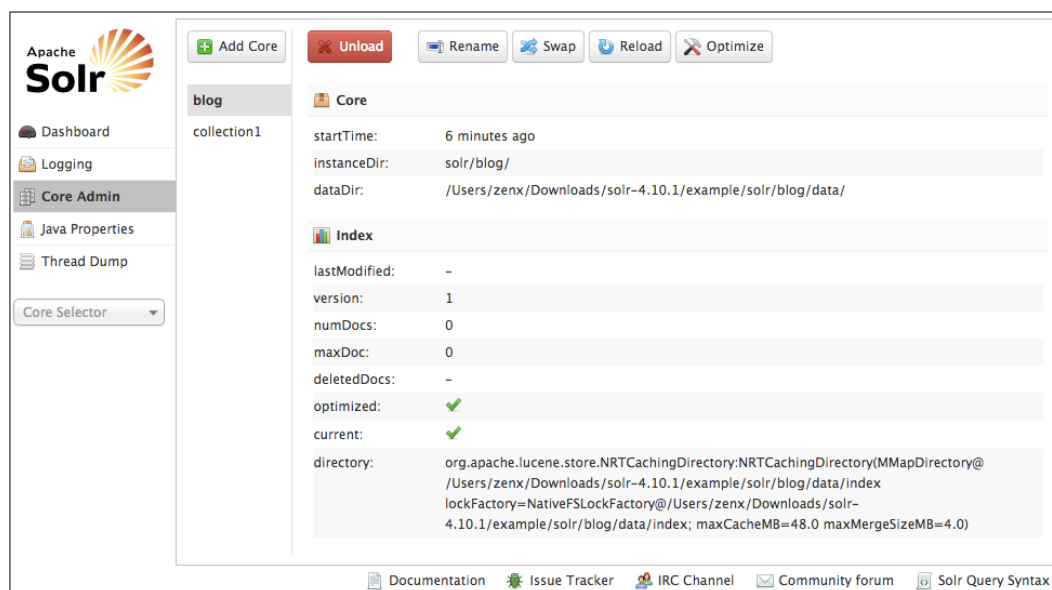 Apache
Solr
Dashboard
Logging
Core Admin
Java Properties
Thread Dump
Core Selector
Add Core
blog
collection1
Unload
Rename
Swap
Reload
Optimize
Core
startTime: 6 minutes ago
instanceDir: solr/blog/
dataDir: /Users/zenx/Downloads/solr-4.10.1/example/solr/blog/data/
Index
lastModified: –
version: 1
numDocs: 0
maxDoc: 0
deletedDocs: –
optimized:
current:
directory: org.apache.lucene.store.NRTCachingDirectory:NRTCachingDirectory(MMapDirectory@
/Users/zenx/Downloads/solr-4.10.1/example/solr/blog/data/index
lockFactory=NativeFSLockFactory@/Users/zenx/Downloads/solr-
4.10.1/example/solr/blog/data/index; maxCacheMB=48.0 maxMergeSizeMB=4.0)
Documentation
Issue Tracker
IRC Channel
Community forum
Solr Query Syntax